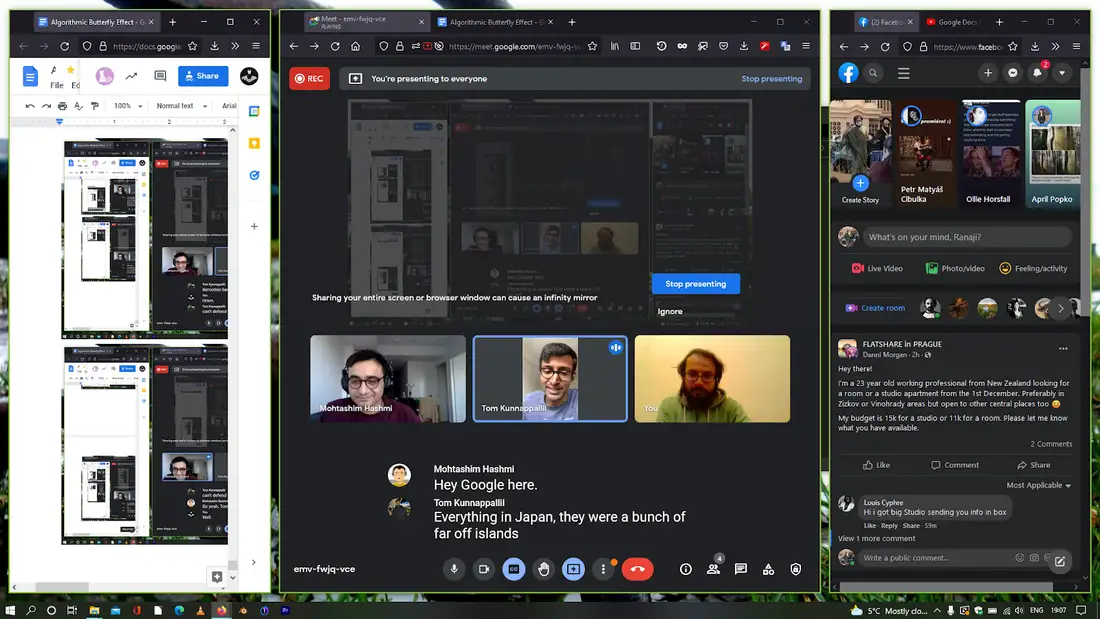 Algorithmic Butterfly Effect -
https://docs.google
File
Ed
Share
100%
Normal text
Arial
Meet - emv-fwjq-vce
PLAYING
Algorithmic Butterfly Effect - G
https://meet.google.com/emv-fwjq-vc
REC
You're presenting to everyone
Stop presenting
Sharing your entire screen or browser window can cause an infinity mirror
Stop presenting
Ignore
Mohtashim Hashmi
Tom Kunnappallil
You
Mohtashim Hashmi
Hey Google here.
Tom Kunnappallil
Everything in Japan, they were a bunch of
far off islands
emv-fwjq-vce
4
(2) Facebook
Google Docs
https://www.facebo
2
Create Story
premiéra! :)
Petr Matyáš
Cibulka
Ollie Horsfall
April Popko
What's on your mind, Ranaji?
Live Video
Photo/video
Feeling/activity
Create room
FLATSHARE in PRAGUE
Danni Morgan · 2h ·
Hey there!
I'm a 23 year old working professional from New Zealand looking for
a room or a studio apartment from the 1st December. Preferably in
Zizkov or Vinohrady areas but open to other central places too 😄
My budget is 15k for a studio or 11k for a room. Please let me know
what you have available.
2 Comments
Like
Comment
Share
Most Applicable
Louis Cyphre
Hi i got big Studio sending you info in box
Like · Reply · Share · 59m
View 1 more comment
Write a public comment...
5°C Mostly clo...
ENG
19:07